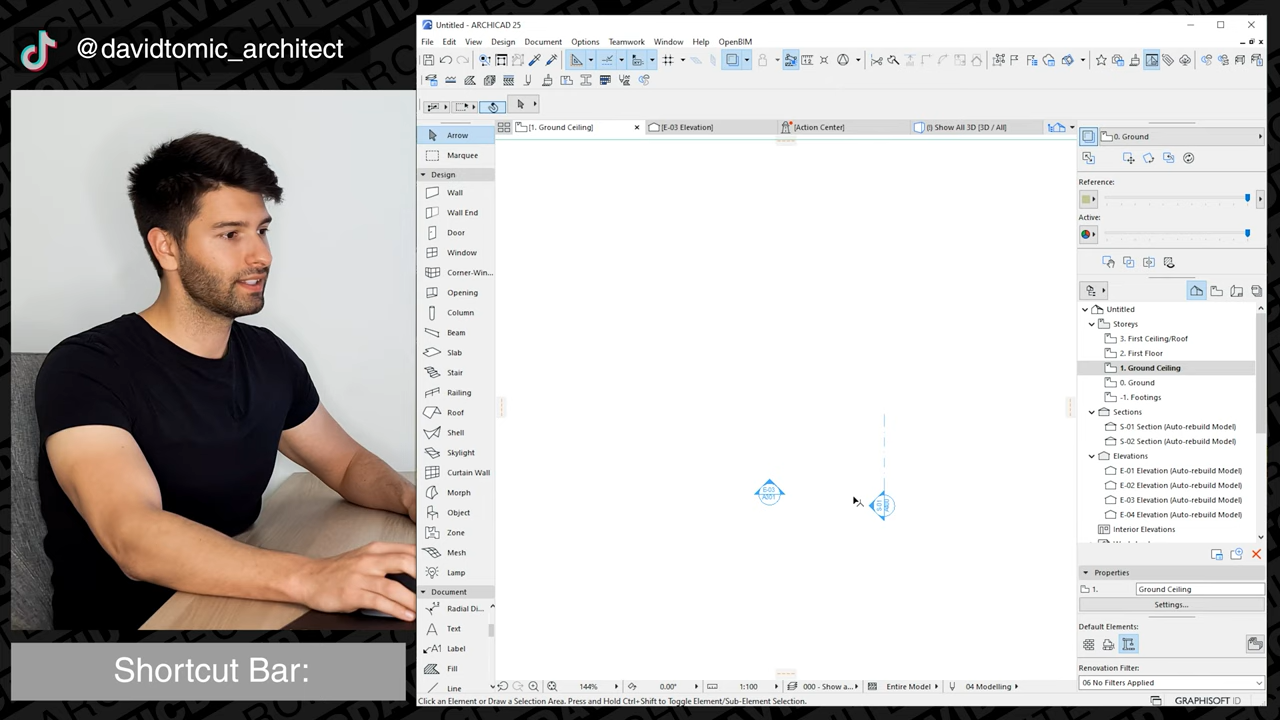 @davidtomic_architect
Untitled - ARCHICAD 25
File Edit View Design Document Options Teamwork Window Help OpenBIM
[1. Ground Ceiling] [E-03 Elevation] [Action Center] (!) Show All 3D [3D / All]
Arrow
Marquee
Design
Wall
Wall End
Door
Window
Corner-Win...
Opening
Column
Beam
Slab
Stair
Railing
Roof
Shell
Skylight
Curtain Wall
Morph
Object
Zone
Mesh
Lamp
Document
Radial Di...
Text
Label
Fill
Line
E-03
A301
S-01
0. Ground
Reference:
Active:
Untitled
Storeys
3. First Ceiling/Roof
2. First Floor
1. Ground Ceiling
0. Ground
-1. Footings
Sections
S-01 Section (Auto-rebuild Model)
S-02 Section (Auto-rebuild Model)
Elevations
E-01 Elevation (Auto-rebuild Model)
E-02 Elevation (Auto-rebuild Model)
E-03 Elevation (Auto-rebuild Model)
E-04 Elevation (Auto-rebuild Model)
Interior Elevations
Properties
1. Ground Ceiling
Settings...
Default Elements:
Renovation Filter:
06 No Filters Applied
144% 0.00° 1:100 000 - Show a... Entire Model 04 Modelling
Click an Element or Draw a Selection Area. Press and Hold Ctrl+Shift to Toggle Element/Sub-Element Selection.
GRAPHISOFT ID
Shortcut Bar: